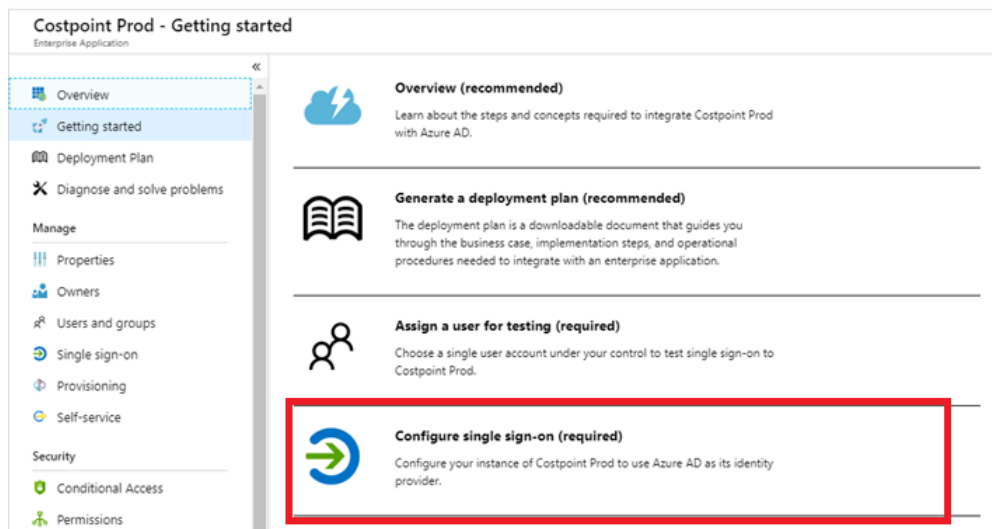 Costpoint Prod - Getting started
Enterprise Application
«
Overview
Getting started
Deployment Plan
Diagnose and solve problems
Manage
Properties
Owners
Users and groups
Single sign-on
Provisioning
Self-service
Security
Conditional Access
Permissions
Overview (recommended)
Learn about the steps and concepts required to integrate Costpoint Prod
with Azure AD.
Generate a deployment plan (recommended)
The deployment plan is a downloadable document that guides you
through the business case, implementation steps, and operational
procedures needed to integrate with an enterprise application.
Assign a user for testing (required)
Choose a single user account under your control to test single sign-on to
Costpoint Prod.
Configure single sign-on (required)
Configure your instance of Costpoint Prod to use Azure AD as its identity
provider.